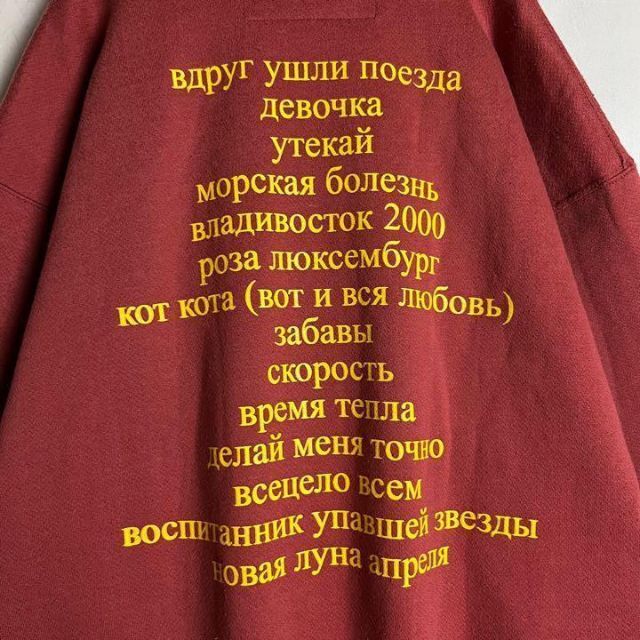 вдруг ушли поезда
девочка
утекай
морская болезнь
владивосток 2000
роза люксембург
кот кота (вот и вся любовь)
забавы
скорость
время тепла
делай меня точно
всецело всем
воспитанник упавшей звезды
новая луна апреля